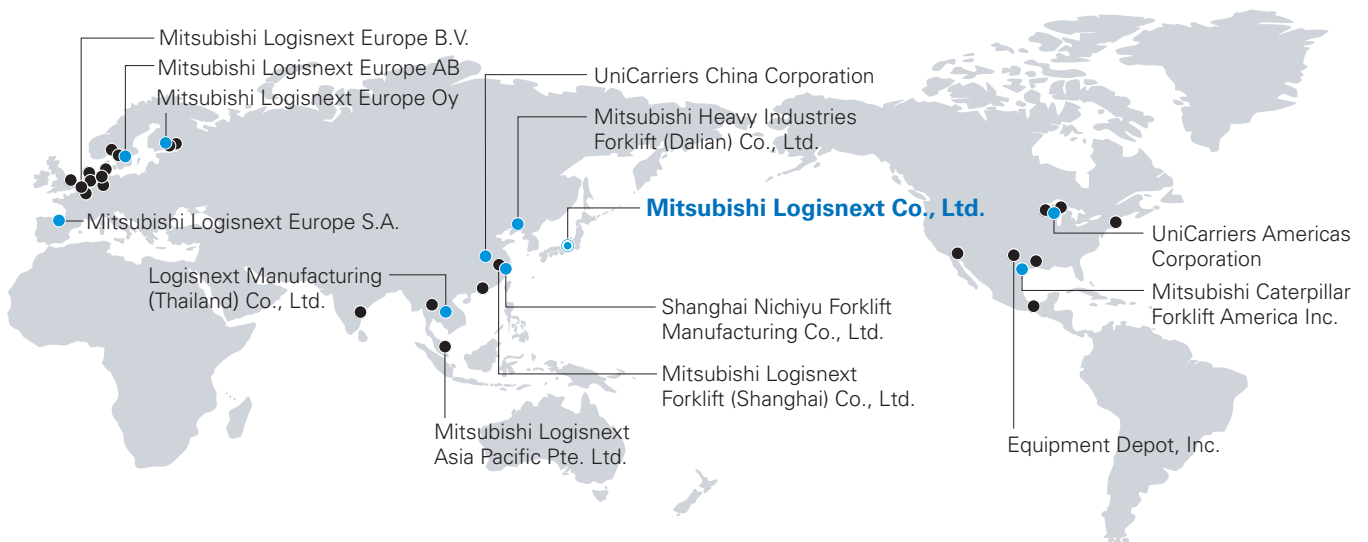 Mitsubishi Logisnext Europe B.V.
Mitsubishi Logisnext Europe AB
Mitsubishi Logisnext Europe Oy
Mitsubishi Logisnext Europe S.A.
Logisnext Manufacturing
(Thailand) Co., Ltd.
UniCarriers China Corporation
Mitsubishi Heavy Industries
Forklift (Dalian) Co., Ltd.
Mitsubishi Logisnext Co., Ltd.
Shanghai Nichiyu Forklift
Manufacturing Co., Ltd.
Mitsubishi Logisnext
Forklift (Shanghai) Co., Ltd.
Mitsubishi Logisnext
Asia Pacific Pte. Ltd.
UniCarriers Americas
Corporation
Mitsubishi Caterpillar
Forklift America Inc.
Equipment Depot, Inc.